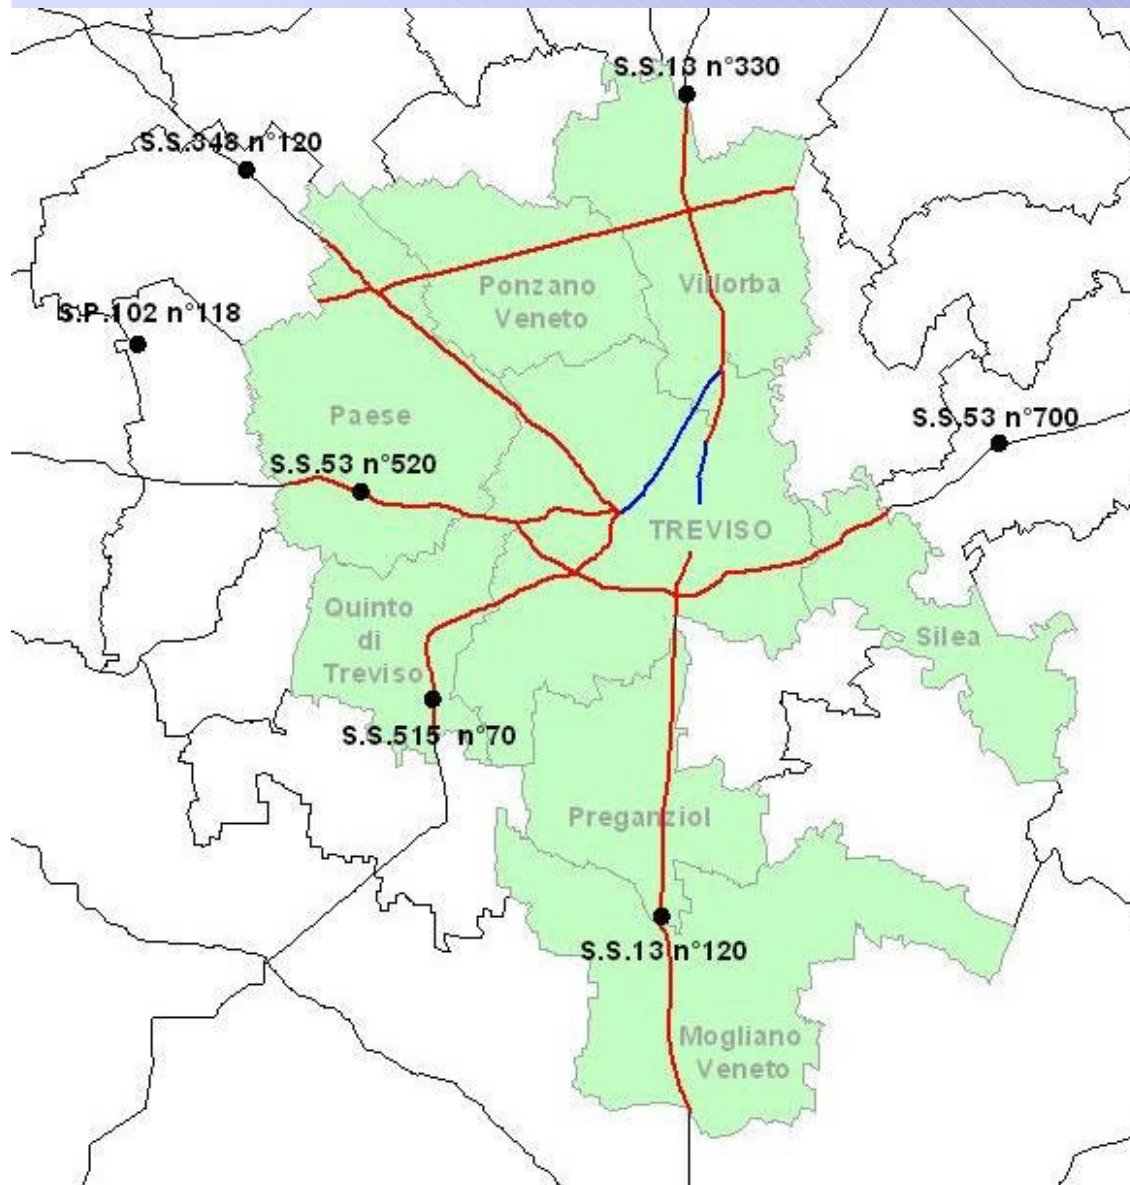 S.S.13 n°330
S.S.348 n°120
Ponzano
Veneto
Villorba
S.P.102 n°118
Paese
S.S.53 n°700
S.S.53 n°520
TREVISO
Quinto
di
Treviso
Silea
S.S.515 n°70
Preganziol
S.S.13 n°120
Mogliano
Veneto